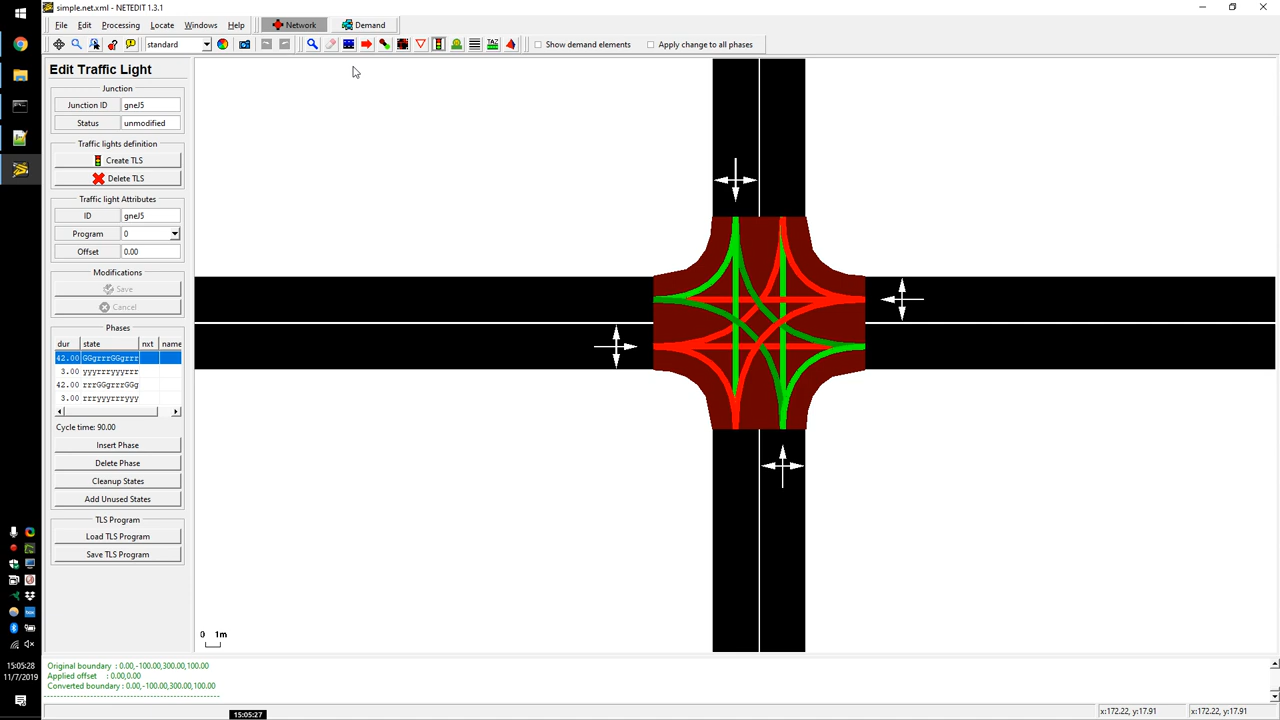 simple.net.xml - NETEDIT 1.3.1
File Edit Processing Locate Windows Help Network Demand
standard Show demand elements Apply change to all phases
Edit Traffic Light
Junction
Junction ID gneJ5
Status unmodified
Traffic lights definition
Create TLS
Delete TLS
Traffic light Attributes
ID gneJ5
Program 0
Offset 0.00
Modifications
Save
Cancel
Phases
dur state nxt name
42.00 GGgrrrGGgrrr
3.00 yyyrrryyyrrr
42.00 rrrGGgrrrGGg
3.00 rrryyyrrryyy
Cycle time: 90.00
Insert Phase
Delete Phase
Cleanup States
Add Unused States
TLS Program
Load TLS Program
Save TLS Program
0 1m
Original boundary : 0.00,-100.00,300.00,100.00
Applied offset : 0.00,0.00
Converted boundary : 0.00,-100.00,300.00,100.00
15:05:28
11/7/2019
15:05:27
x:172.22, y:17.91 x:172.22, y:17.91